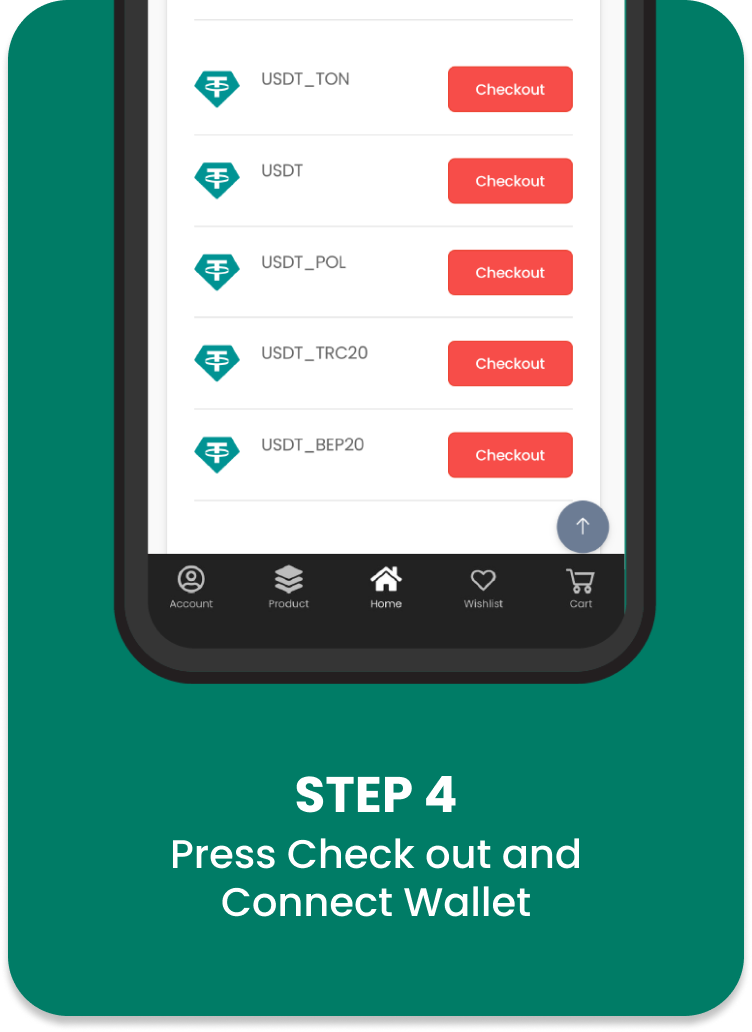 USDT_TON
Checkout
USDT
Checkout
USDT_POL
Checkout
USDT_TRC20
Checkout
USDT_BEP20
Checkout
Account
Product
Home
Wishlist
Cart
STEP 4
Press Check out and
Connect Wallet